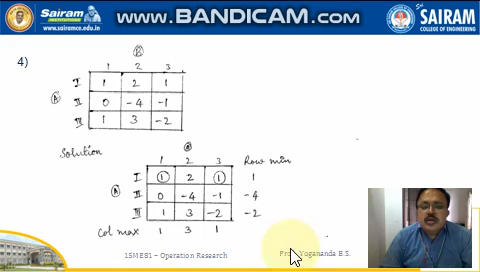 Sairam
INSTITUTIONS
www.sairamce.edu.in
WWW.BANDICAM.COM
SAIRAM
COLLEGE OF ENGINEERING
4)
B
1 2 3
I 1 2 1
A II 0 -4 -1
III 1 3 -2
Solution
B
1 2 3 Row min
I 1 2 1 1
A II 0 -4 -1 -4
III 1 3 -2 -2
Col max 1 3 1
15ME81 – Operation Research
Prof. Yogananda B.S.